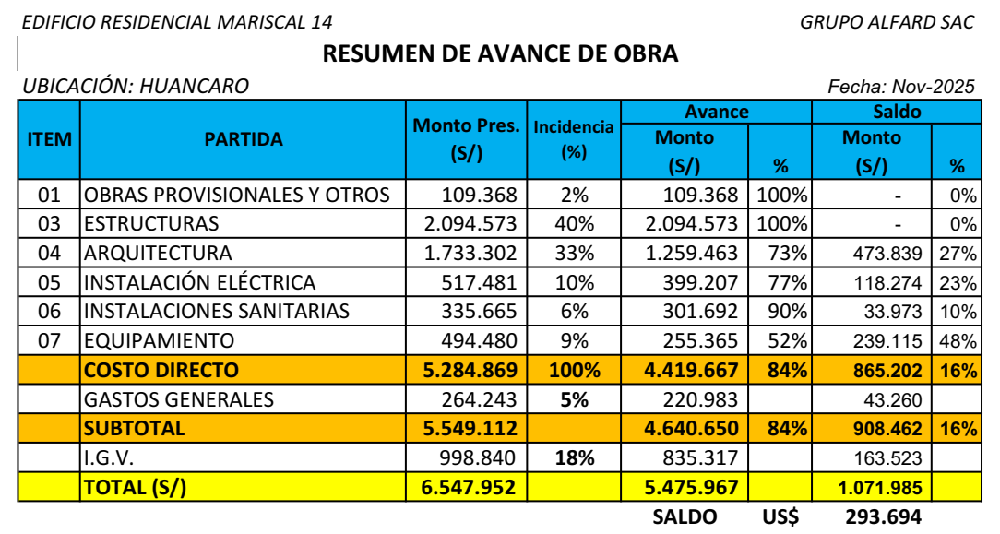 EDIFICIO RESIDENCIAL MARISCAL 14 GRUPO ALFARD SAC
RESUMEN DE AVANCE DE OBRA
UBICACIÓN: HUANCARO Fecha: Nov-2025
ITEM PARTIDA Monto Pres. (S/) Incidencia (%) Avance Saldo
Monto (S/) % Monto (S/) %
01 OBRAS PROVISIONALES Y OTROS 109.368 2% 109.368 100% - 0%
03 ESTRUCTURAS 2.094.573 40% 2.094.573 100% - 0%
04 ARQUITECTURA 1.733.302 33% 1.259.463 73% 473.839 27%
05 INSTALACIÓN ELÉCTRICA 517.481 10% 399.207 77% 118.274 23%
06 INSTALACIONES SANITARIAS 335.665 6% 301.692 90% 33.973 10%
07 EQUIPAMIENTO 494.480 9% 255.365 52% 239.115 48%
COSTO DIRECTO 5.284.869 100% 4.419.667 84% 865.202 16%
GASTOS GENERALES 264.243 5% 220.983 43.260
SUBTOTAL 5.549.112 4.640.650 84% 908.462 16%
I.G.V. 998.840 18% 835.317 163.523
TOTAL (S/) 6.547.952 5.475.967 1.071.985
SALDO US$ 293.694